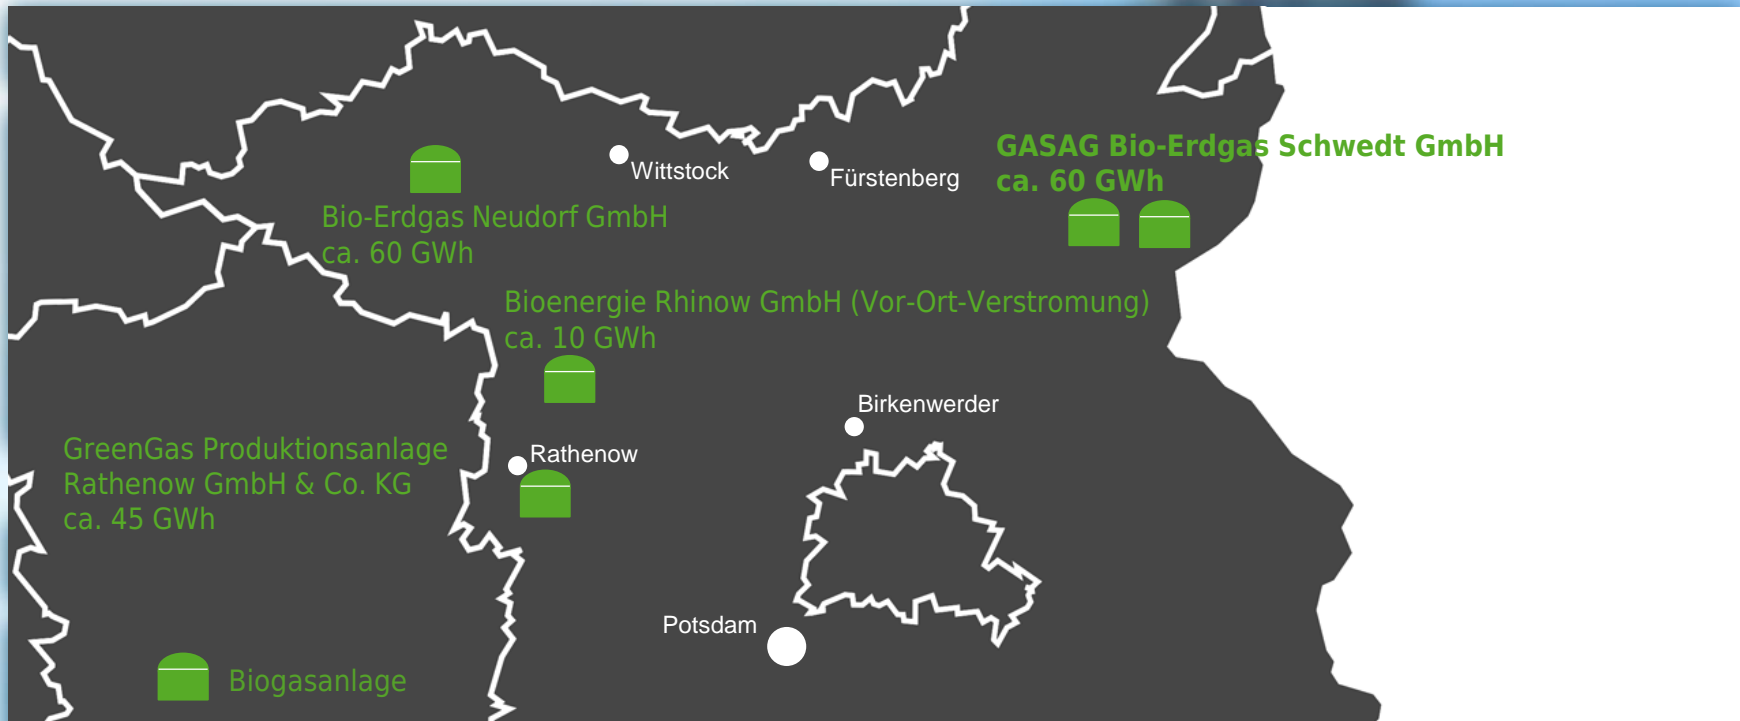 GASAG Bio-Erdgas Schwedt GmbH
ca. 60 GWh
Wittstock
Fürstenberg
Bio-Erdgas Neudorf GmbH
ca. 60 GWh
Bioenergie Rhinow GmbH (Vor-Ort-Verstromung)
ca. 10 GWh
Birkenwerder
GreenGas Produktionsanlage
Rathenow GmbH & Co. KG
ca. 45 GWh
Rathenow
Potsdam
Biogasanlage